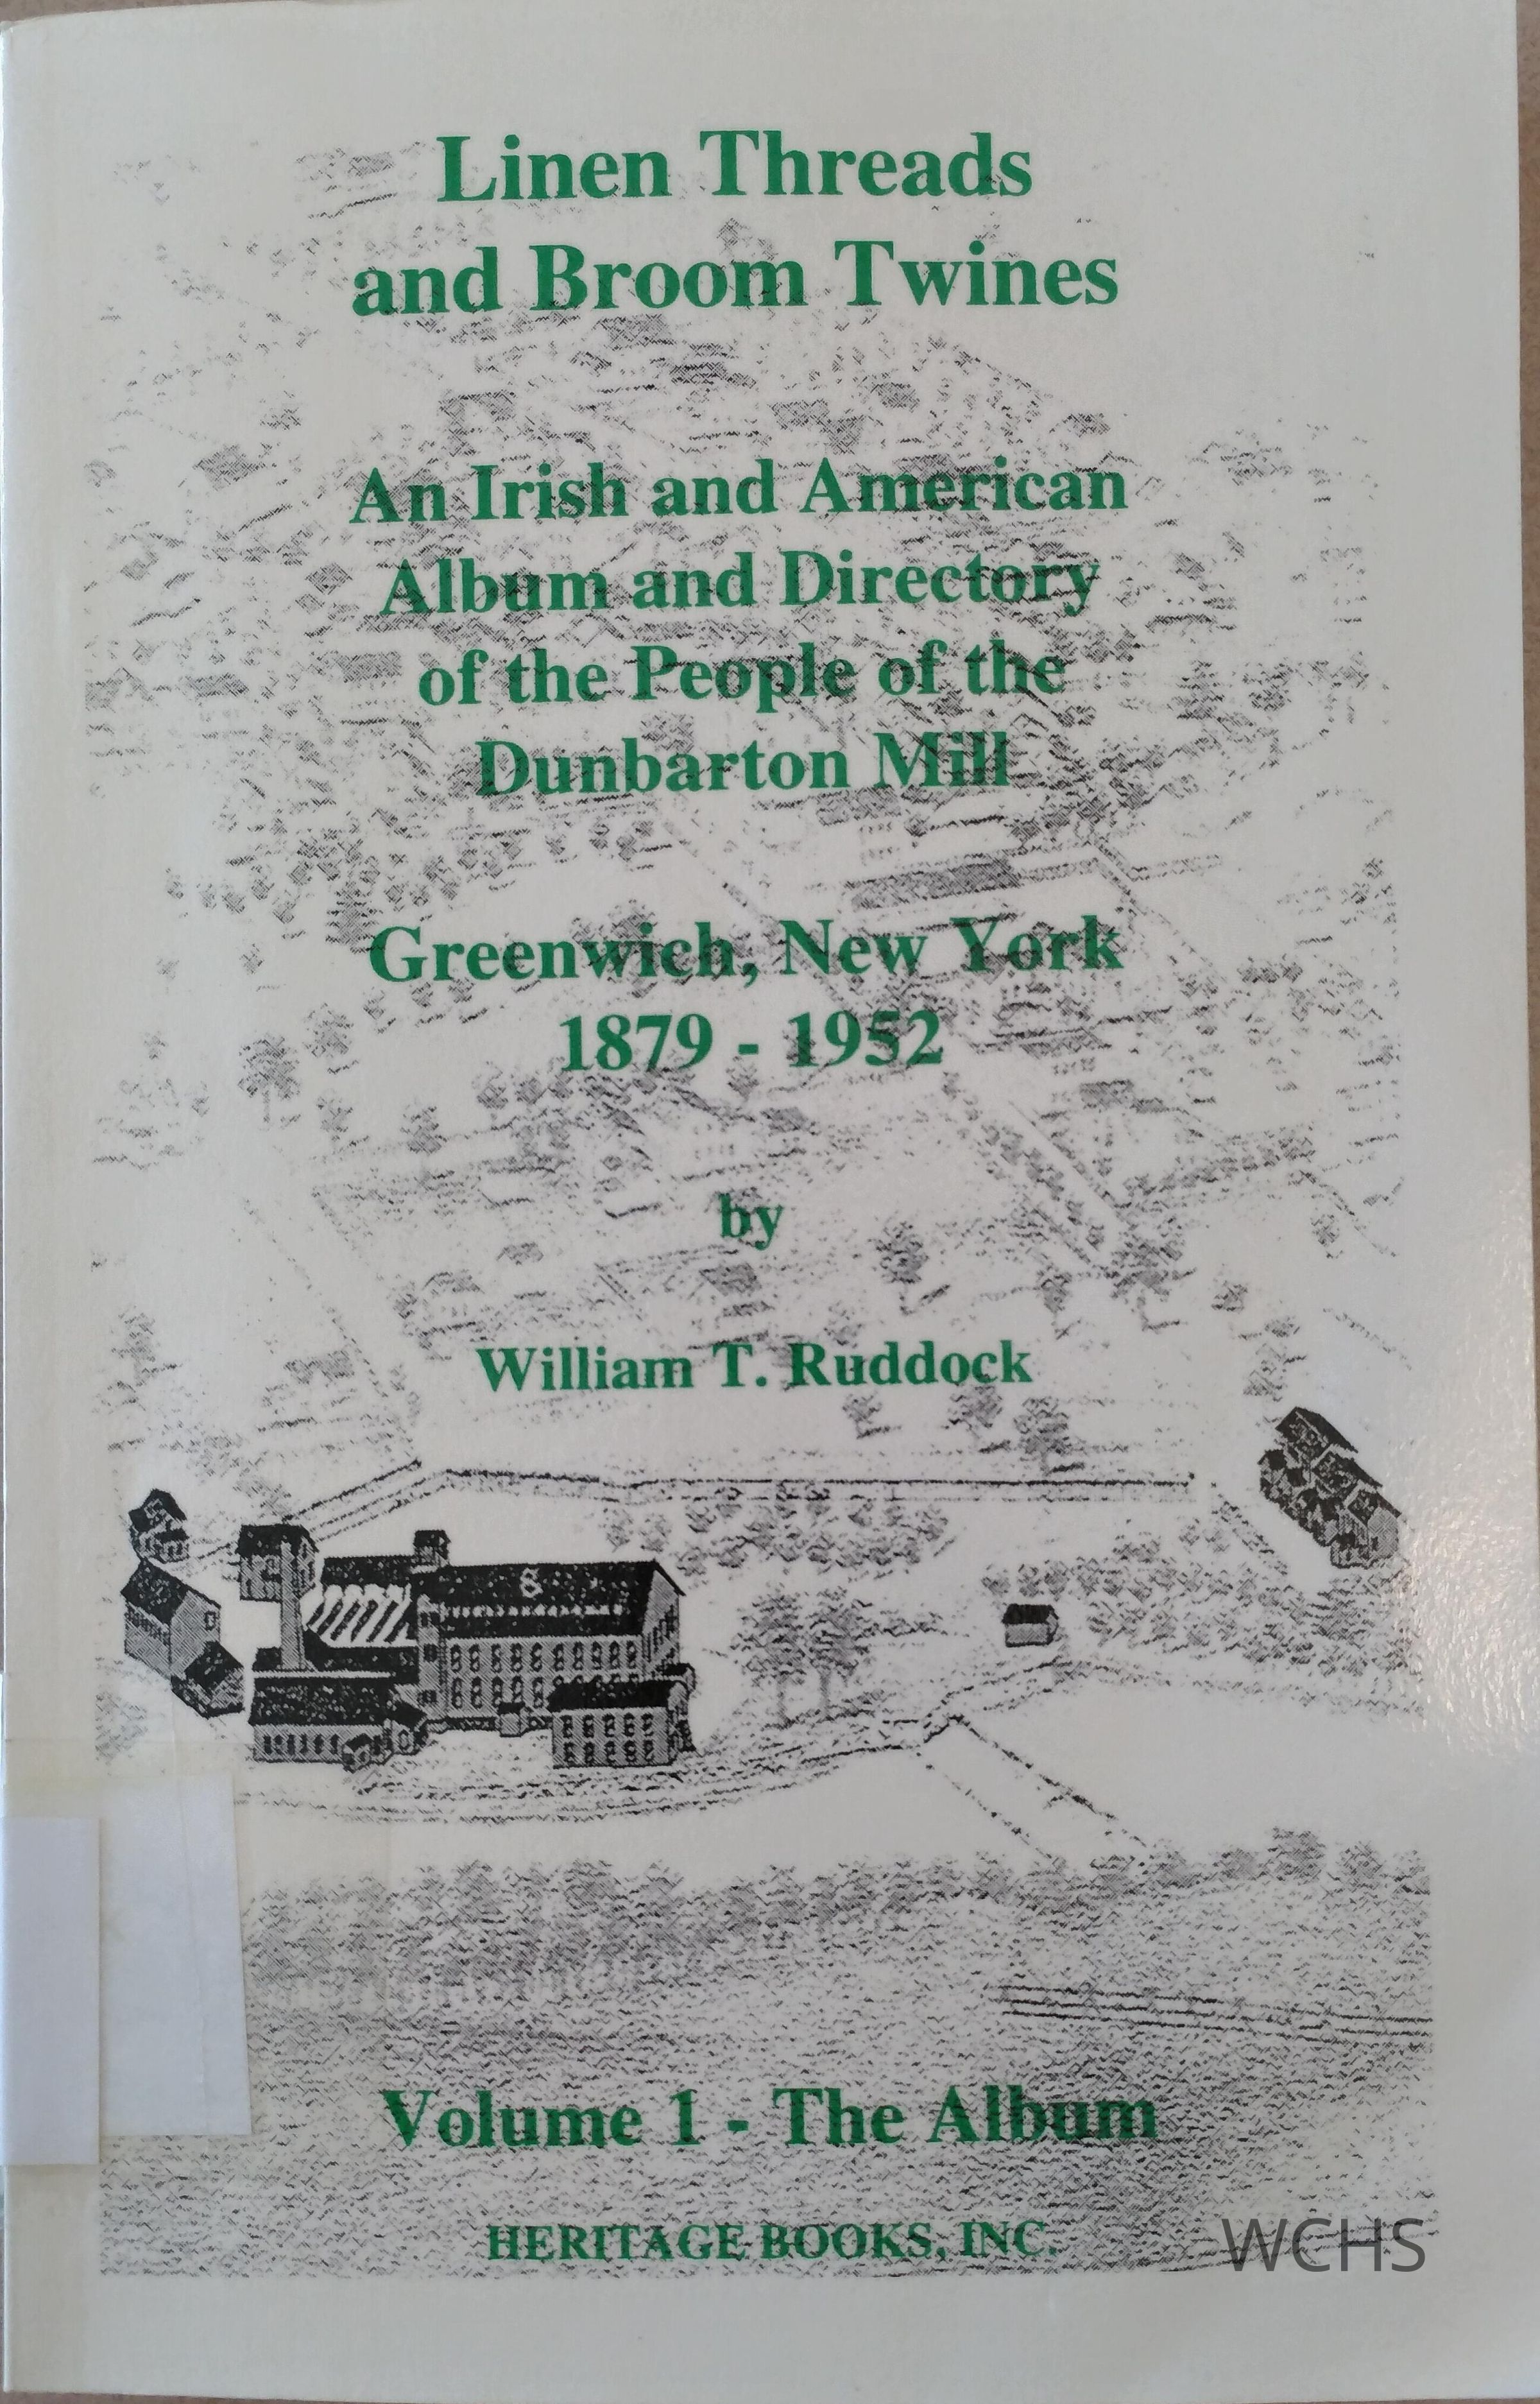 Linen Threads
and Broom Twines
An Irish and American
Album and Directory
of the People of the
Dunbarton Mill
Greenwich, New York
1879 - 1952
by
William T. Ruddock
Volume 1 - The Album
HERITAGE BOOKS, INC.
WCHS